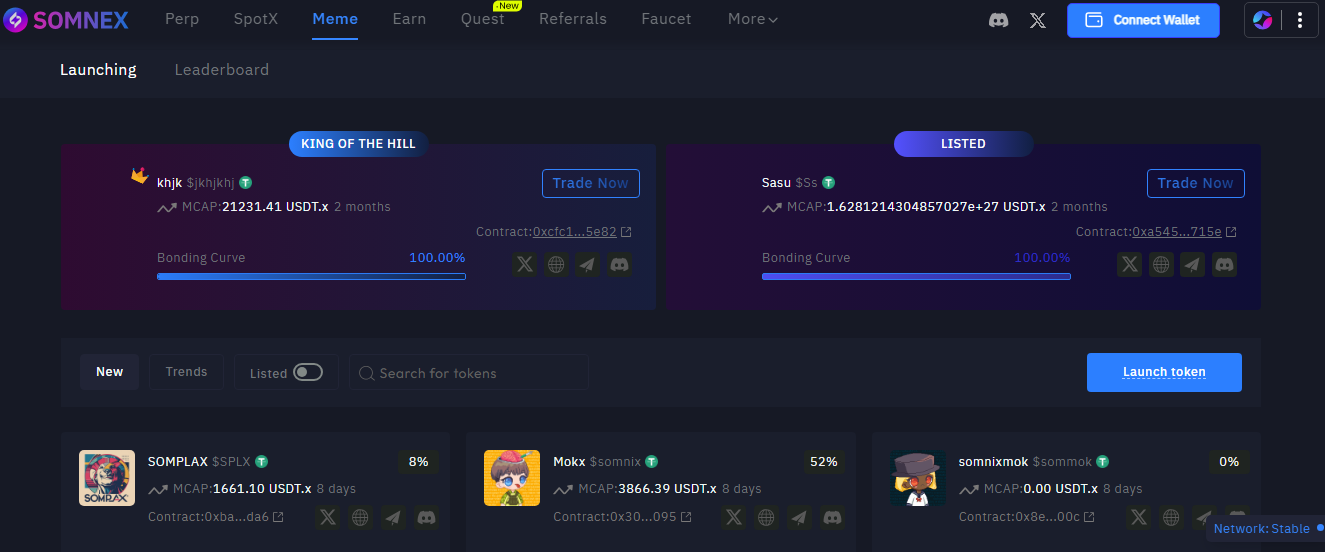 SOMNEX Perp SpotX Meme Earn Quest New Referrals Faucet More Connect Wallet
Launching Leaderboard
KING OF THE HILL
khjk $jkhjkhj Trade Now
MCAP:21231.41 USDT.x 2 months
Contract:0xcfc1...5e82
Bonding Curve 100.00%
LISTED
Sasu $Ss Trade Now
MCAP:1.6281214304857027e+27 USDT.x 2 months
Contract:0xa545...715e
Bonding Curve 100.00%
New Trends Listed Search for tokens Launch token
SOMPLAX $SPLX 8%
MCAP:1661.10 USDT.x 8 days
Contract:0xba...da6
SOMPAX
Mokx $somnix 52%
MCAP:3866.39 USDT.x 8 days
Contract:0x30...095
somnixmok $sommok 0%
MCAP:0.00 USDT.x 8 days
Contract:0x8e...00c
Network: Stable